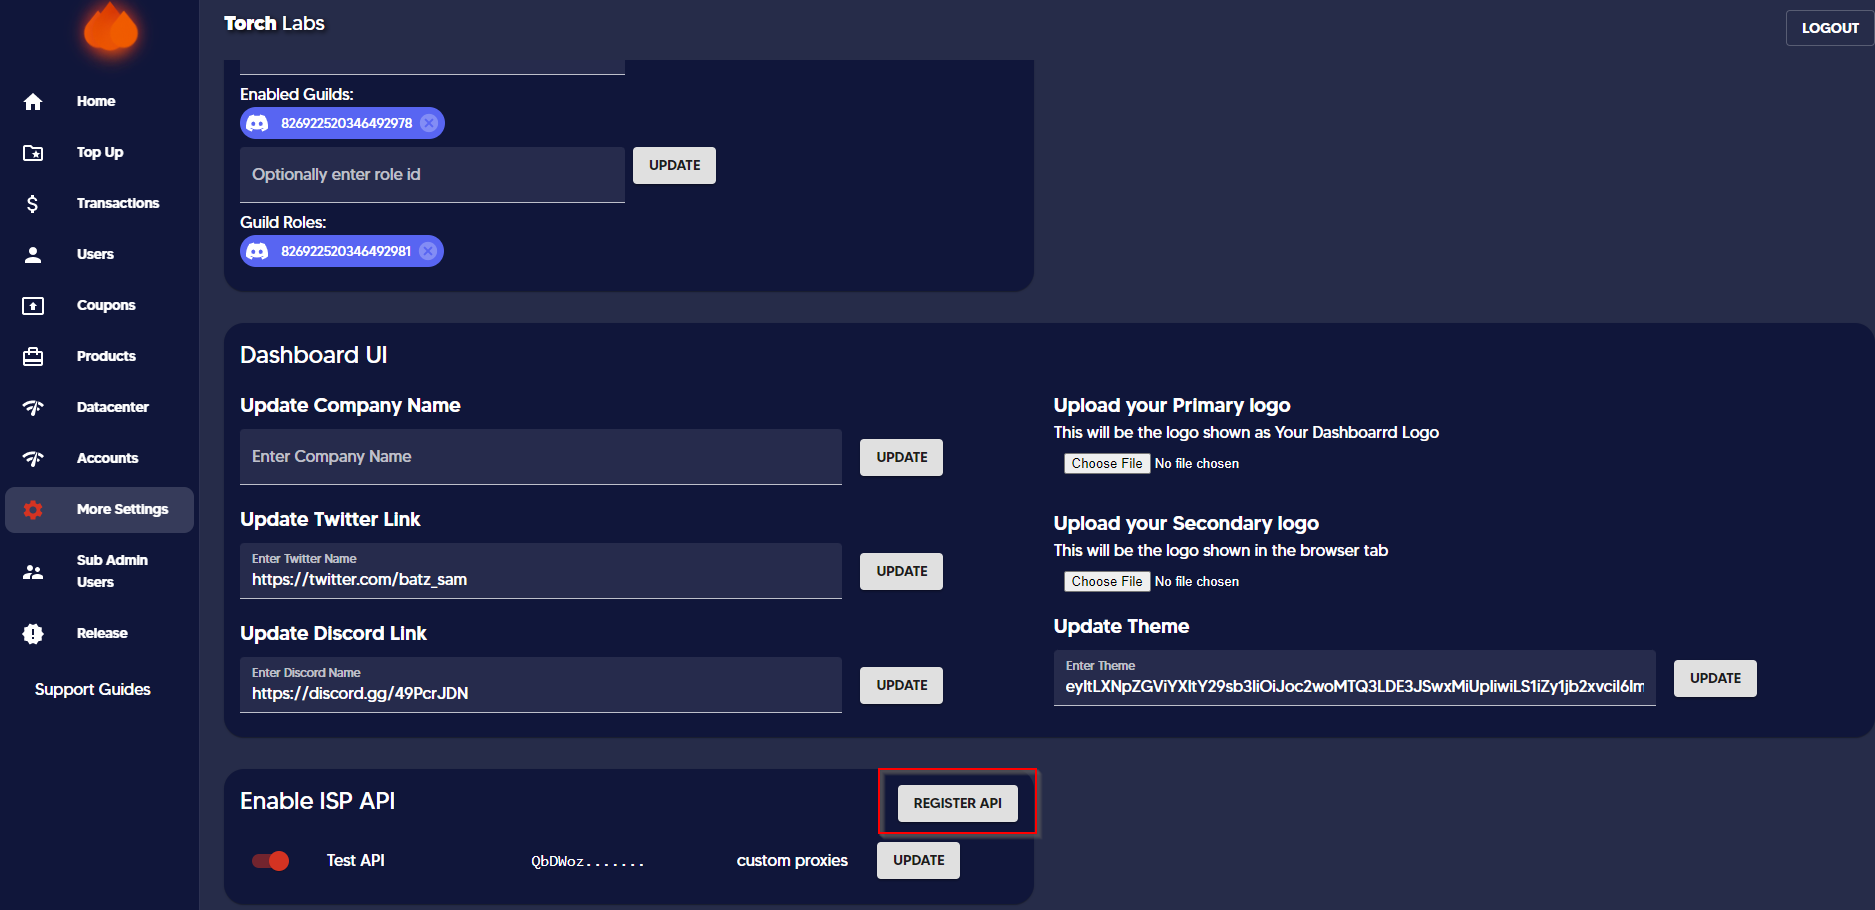 Torch Labs
LOGOUT
Home
Top Up
Transactions
Users
Coupons
Products
Datacenter
Accounts
More Settings
Sub Admin
Users
Release
Support Guides
Enabled Guilds:
826922520346492978
Optionally enter role id
UPDATE
Guild Roles:
826922520346492981
Dashboard UI
Update Company Name
Enter Company Name
UPDATE
Update Twitter Link
Enter Twitter Name
https://twitter.com/batz_sam
UPDATE
Update Discord Link
Enter Discord Name
https://discord.gg/49PcrJDN
UPDATE
Upload your Primary logo
This will be the logo shown as Your Dashboarrd Logo
Choose File No file chosen
Upload your Secondary logo
This will be the logo shown in the browser tab
Choose File No file chosen
Update Theme
Enter Theme
UPDATE
Enable ISP API
REGISTER API
Test API
QbDWoz.......
custom proxies
UPDATE